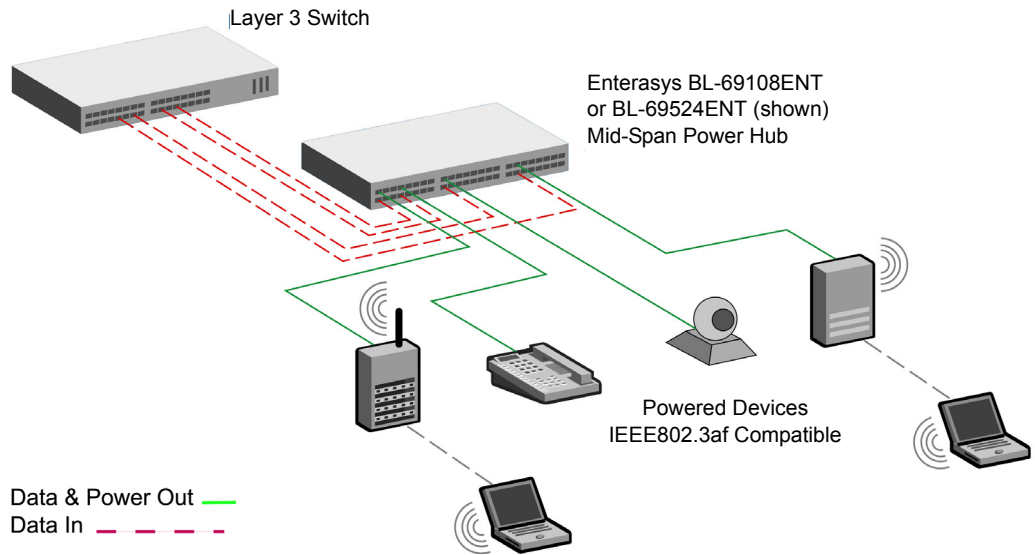 Layer 3 Switch
Enterasys BL-69108ENT
or BL-69524ENT (shown)
Mid-Span Power Hub
Powered Devices
IEEE802.3af Compatible
Data & Power Out
Data In